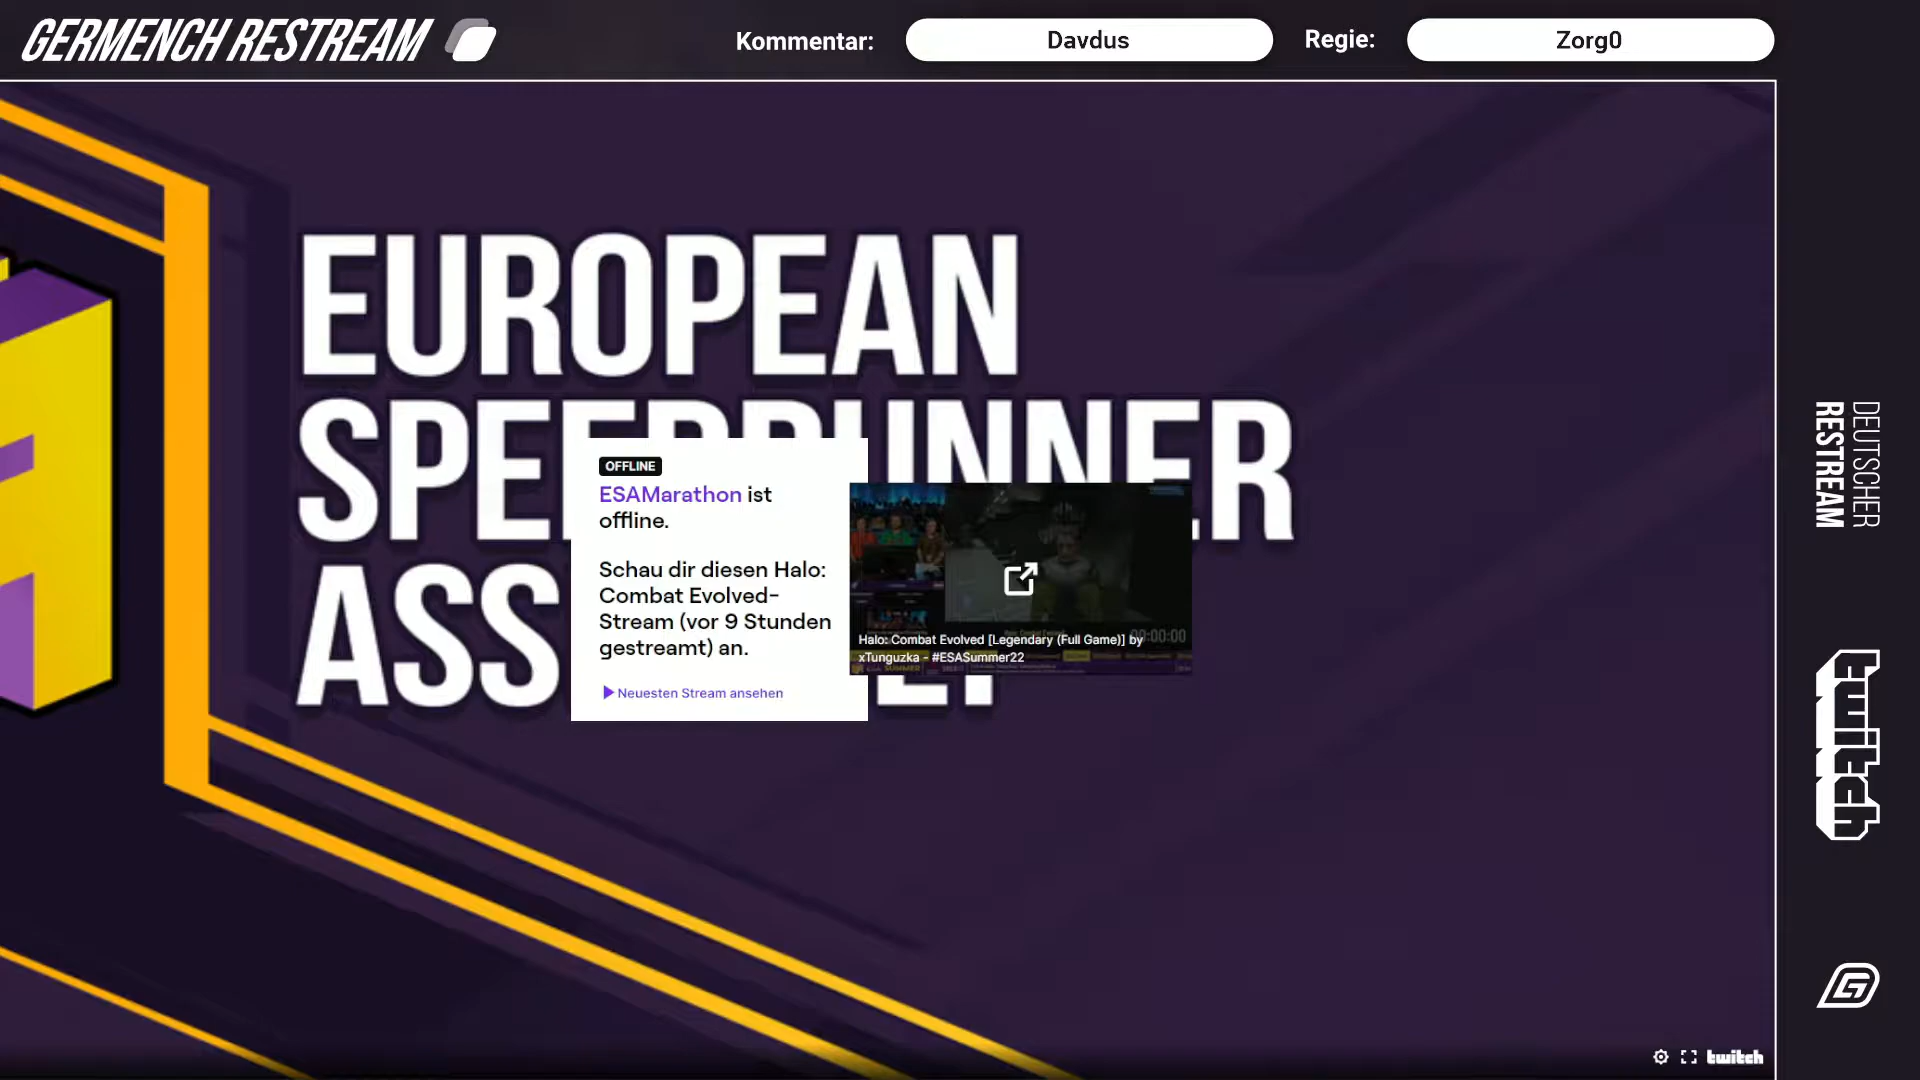 GERMENCH RESTREAM
Kommentar:
Davdus
Regie:
Zorg0
EUROPEAN
ASS
OFFLINE
ESAMarathon ist
offline.
Schau dir diesen Halo:
Combat Evolved-
Stream (vor 9 Stunden
gestreamt) an.
Neuesten Stream ansehen
00:00:00
Halo: Combat Evolved [Legendary (Full Game)] by
xTunguzka - #ESASummer22
DEUTSCHER
RESTREAM
twitch
twitch